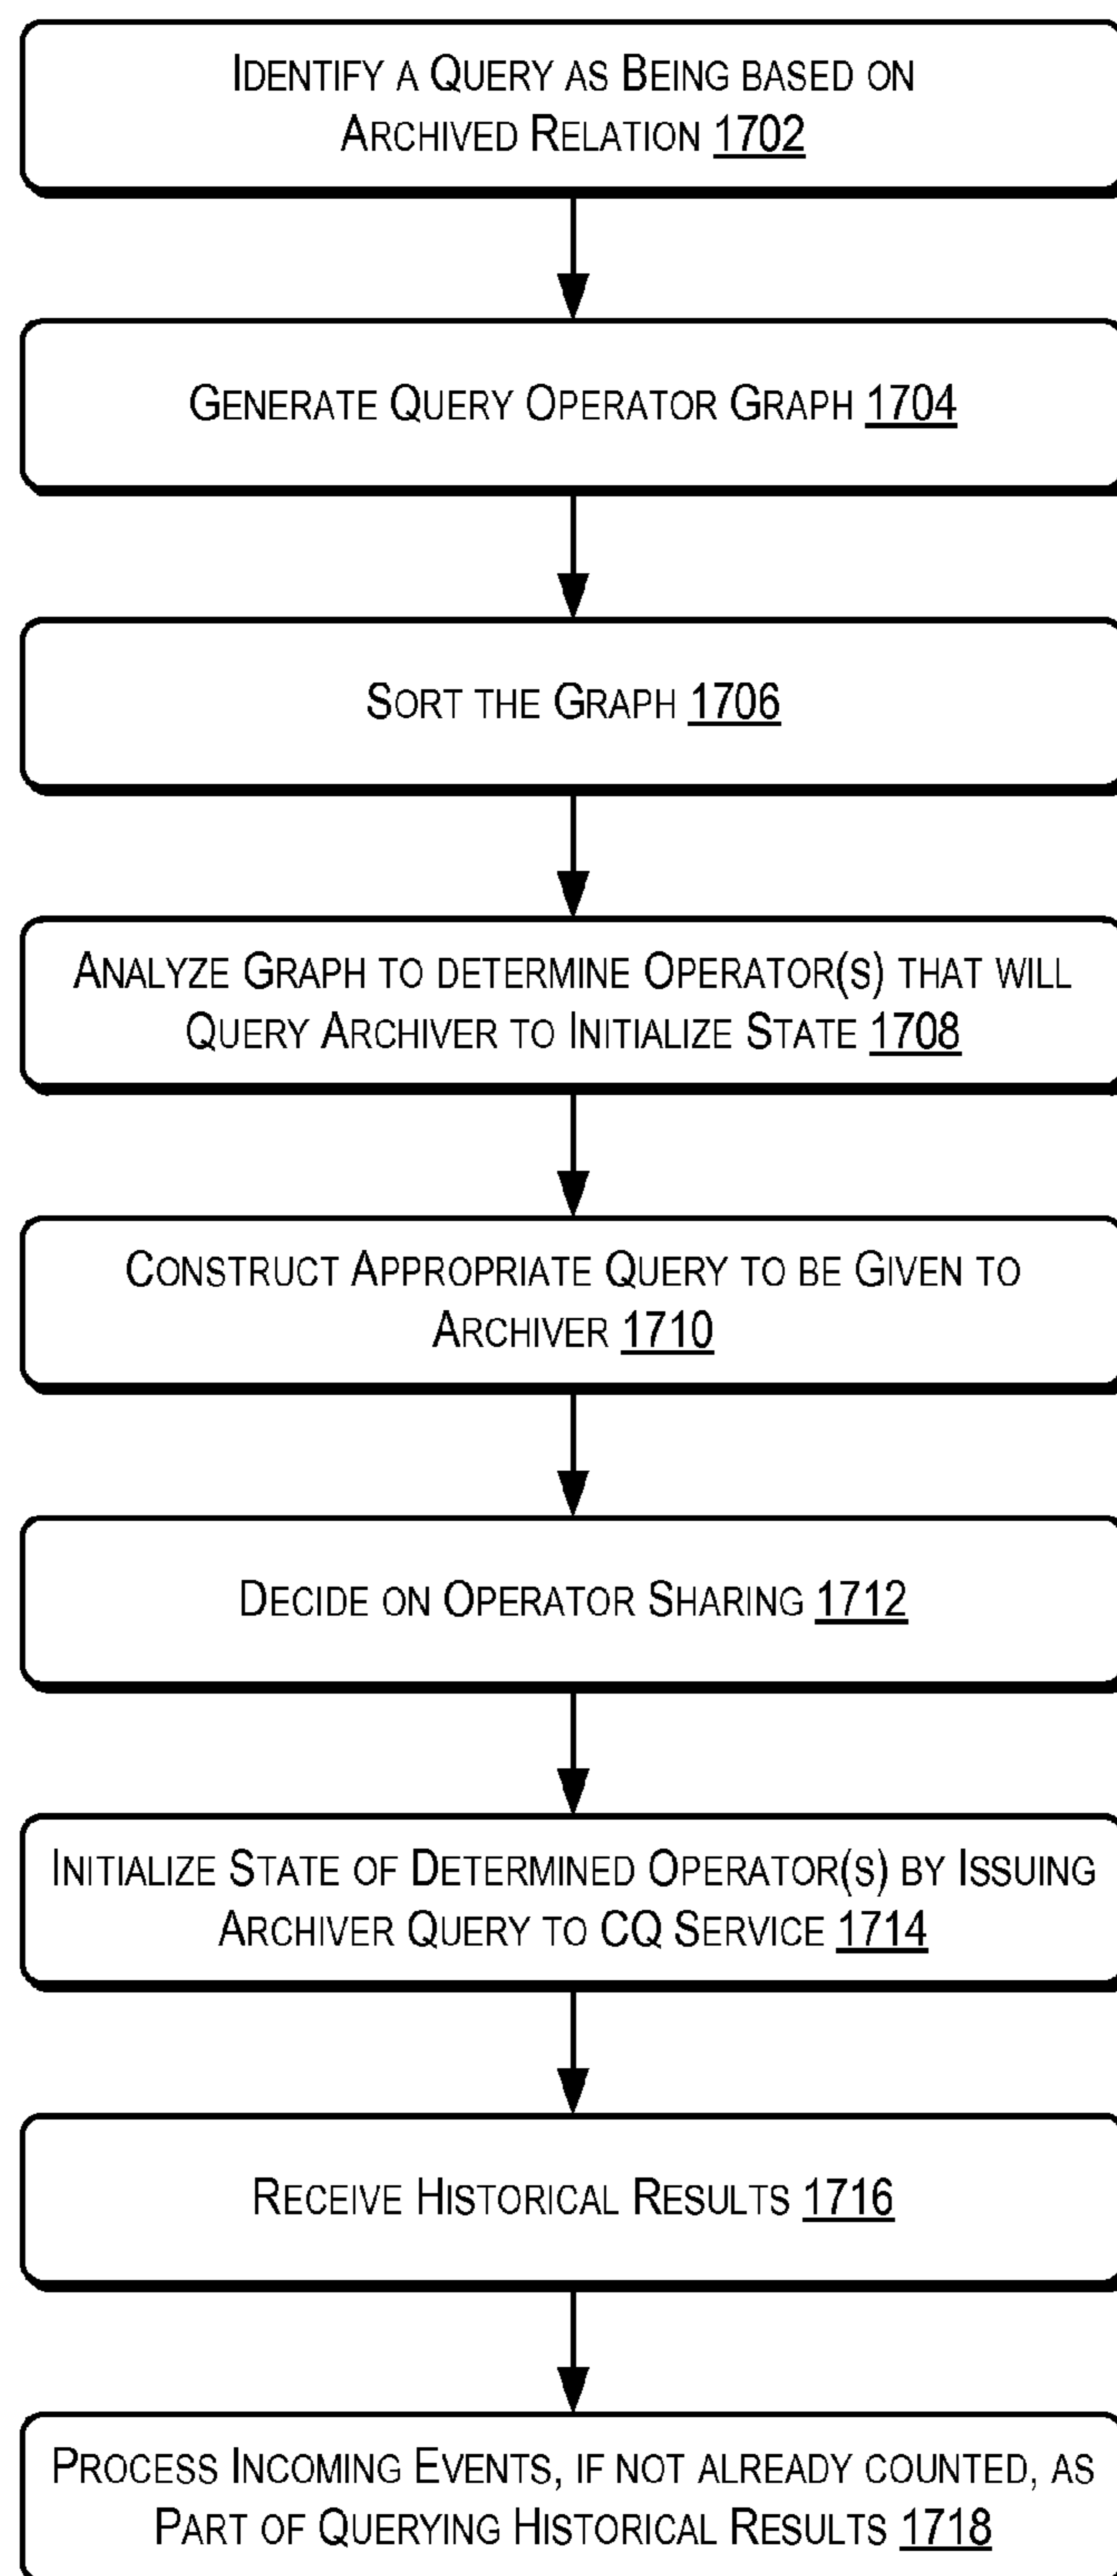 IDENTIFY A QUERY AS BEING BASED ON
ARCHIVED RELATION 1702
GENERATE QUERY OPERATOR GRAPH 1704
SORT THE GRAPH 1706
ANALYZE GRAPH TO DETERMINE OPERATOR(S) THAT WILL
QUERY ARCHIVER TO INITIALIZE STATE 1708
CONSTRUCT APPROPRIATE QUERY TO BE GIVEN TO
ARCHIVER 1710
DECIDE ON OPERATOR SHARING 1712
INITIALIZE STATE OF DETERMINED OPERATOR(S) BY ISSUING
ARCHIVER QUERY TO CQ SERVICE 1714
RECEIVE HISTORICAL RESULTS 1716
PROCESS INCOMING EVENTS, IF NOT ALREADY COUNTED, AS
PART OF QUERYING HISTORICAL RESULTS 1718